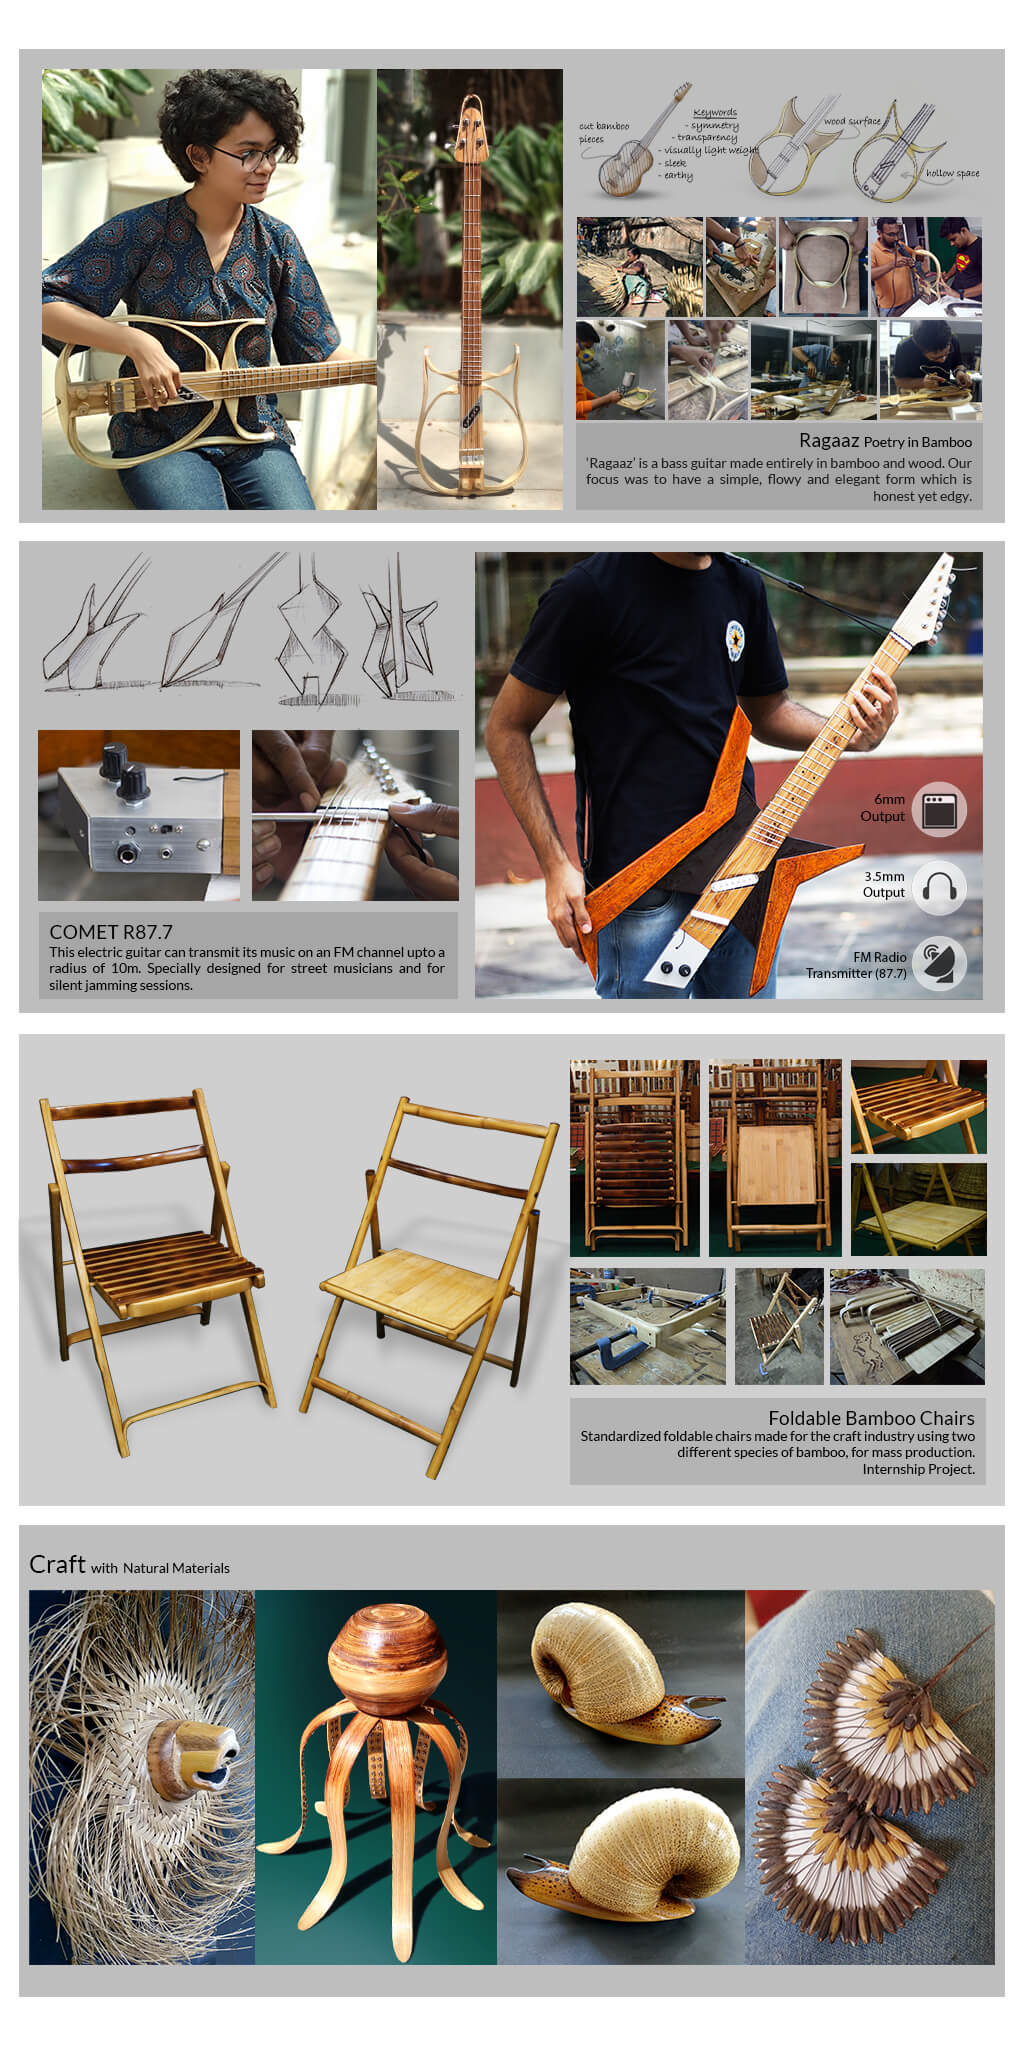 cut bamboo
pieces
Keywords
- symmetry
- transparency
- visually light weight
- sleek
- earthy
wood surface
hollow space
Ragaaz Poetry in Bamboo
‘Ragaaz’ is a bass guitar made entirely in bamboo and wood. Our
focus was to have a simple, flowy and elegant form which is
honest yet edgy.
6mm
Output
3.5mm
Output
FM Radio
Transmitter (87.7)
COMET R87.7
This electric guitar can transmit its music on an FM channel upto a
radius of 10m. Specially designed for street musicians and for
silent jamming sessions.
Foldable Bamboo Chairs
Standardized foldable chairs made for the craft industry using two
different species of bamboo, for mass production.
Internship Project.
Craft with Natural Materials